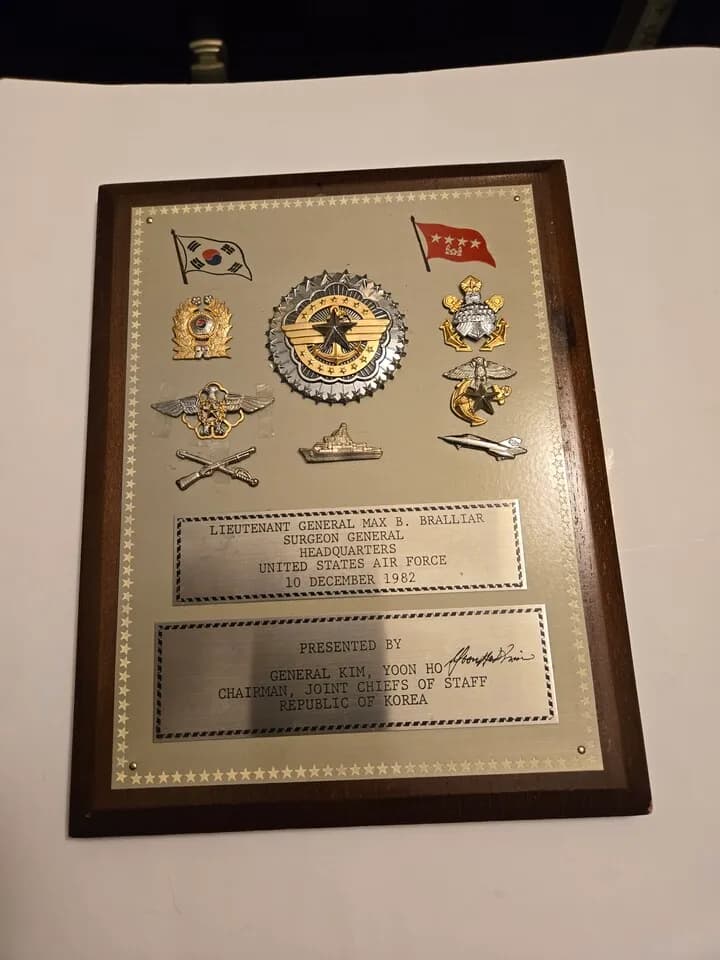 LIEUTENANT GENERAL MAX B. BRALLIAR
SURGEON GENERAL
HEADQUARTERS
UNITED STATES AIR FORCE
10 DECEMBER 1982
PRESENTED BY
GENERAL KIM, YOON HO
CHAIRMAN, JOINT CHIEFS OF STAFF
REPUBLIC OF KOREA